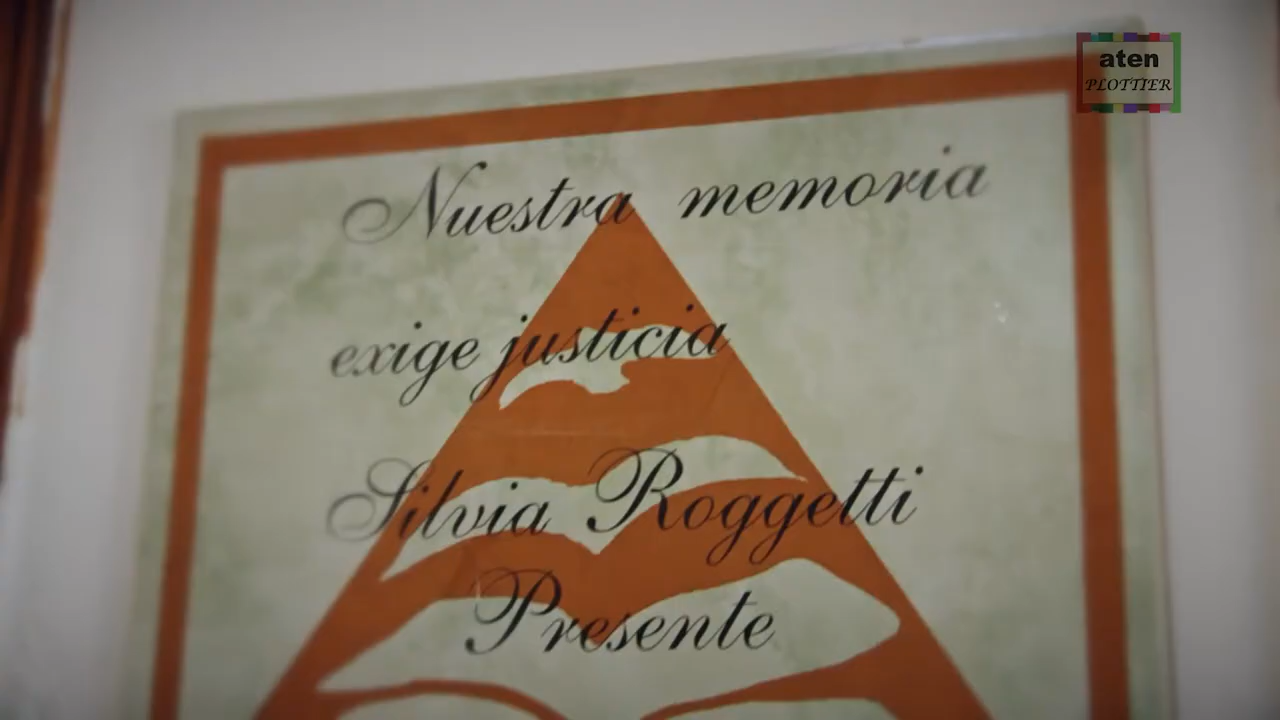 aten
PLOTTIER
Nuestra memoria
exige justicia
Silvia Roggetti
Presente